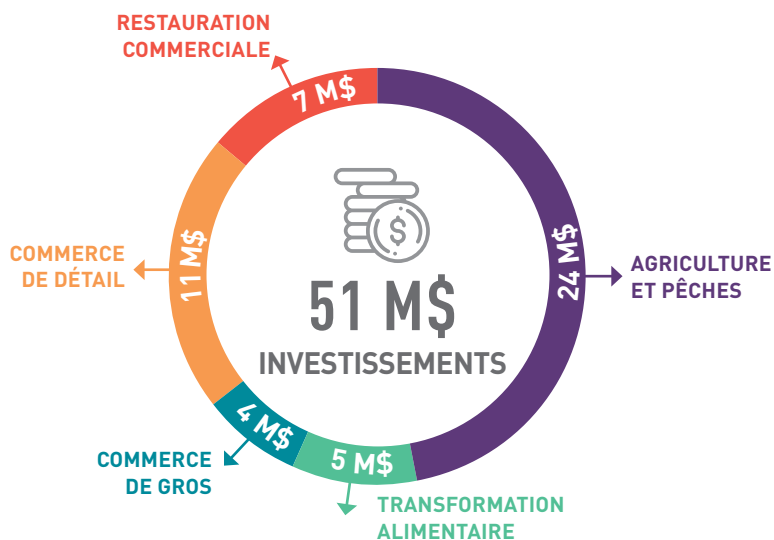 RESTAURATION
COMMERCIALE
7 M$
COMMERCE
DE DÉTAIL
11 M$
$
51 M$
INVESTISSEMENTS
24 M$
AGRICULTURE
ET PÊCHES
4 M$
COMMERCE
DE GROS
5 M$
TRANSFORMATION
ALIMENTAIRE